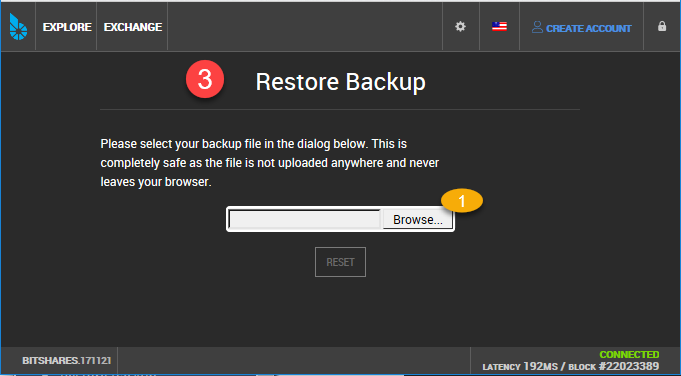 EXPLORE EXCHANGE CREATE ACCOUNT
3 Restore Backup
Please select your backup file in the dialog below. This is
completely safe as the file is not uploaded anywhere and never
leaves your browser.
1
Browse...
RESET
BITSHARES.171121
CONNECTED
LATENCY 192MS / BLOCK #22023389